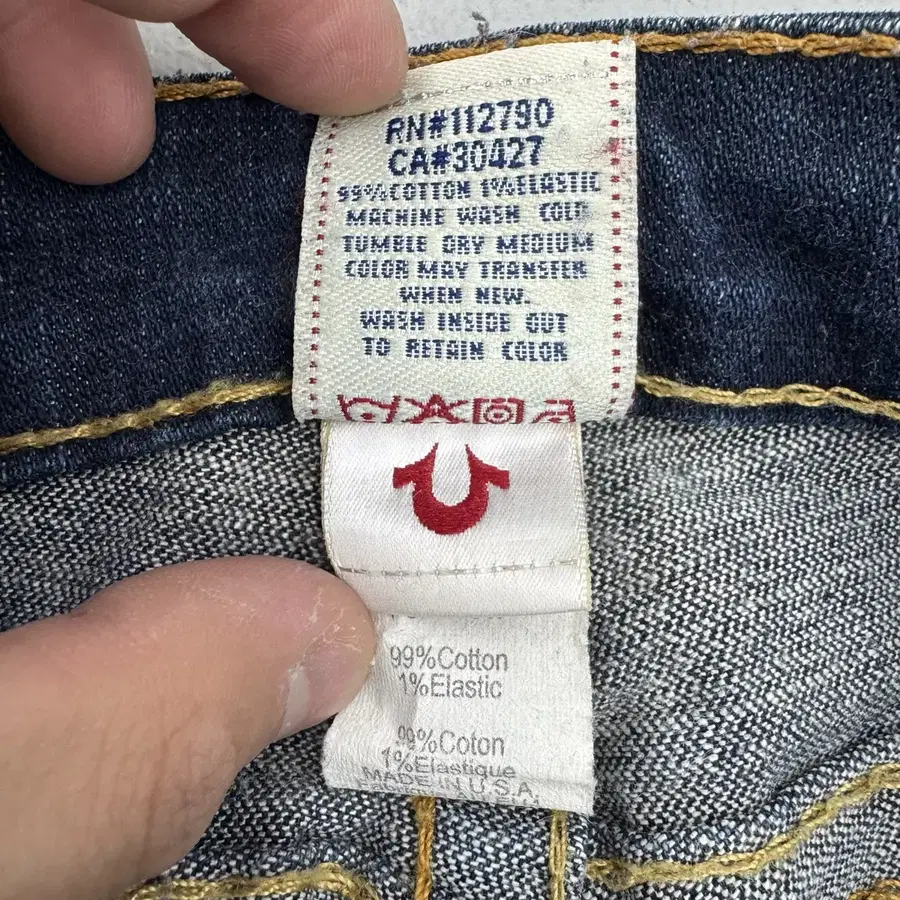 RN#112790
CA#30427
99%COTTON 1%ELASTIC
MACHINE WASH COLD
TUMBLE DRY MEDIUM
COLOR MAY TRANSFER
WHEN NEW.
WASH INSIDE OUT
TO RETAIN COLOR
99%Cotton
1%Elastic
99%Coton
1%Elastique
MADE IN U.S.A.